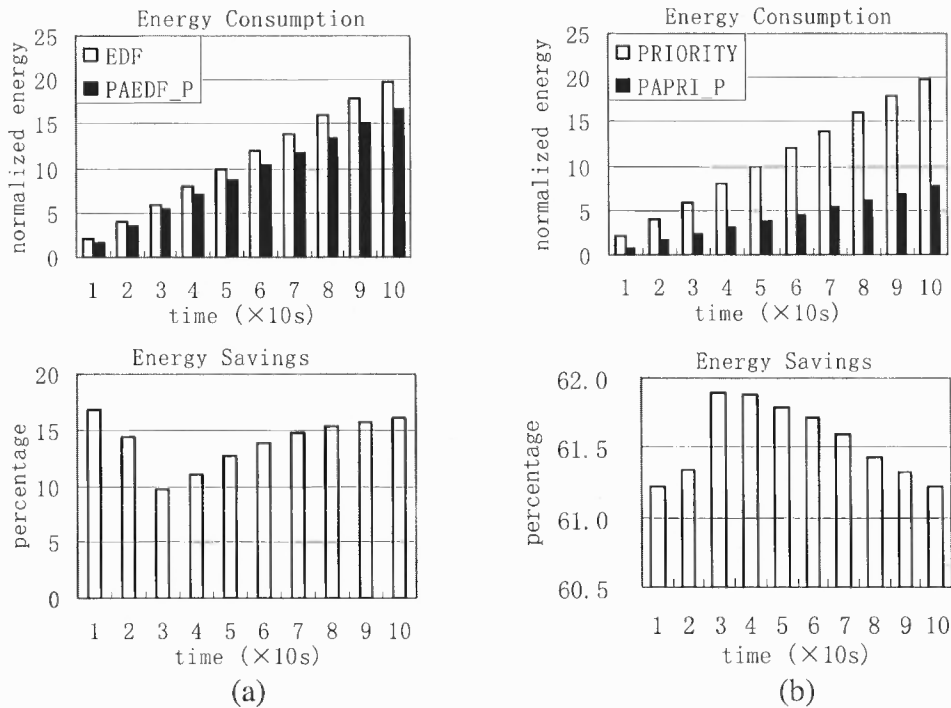 Energy Consumption
normalized energy
25
20
15
10
5
0
EDF
PAEDF_P
1 2 3 4 5 6 7 8 9 10
time (×10s)
Energy Consumption
normalized energy
25
20
15
10
5
0
PRIORITY
PAPRI_P
1 2 3 4 5 6 7 8 9 10
time (×10s)
Energy Savings
percentage
20
15
10
5
0
1 2 3 4 5 6 7 8 9 10
time (×10s)
(a)
Energy Savings
percentage
62.0
61.5
61.0
60.5
1 2 3 4 5 6 7 8 9 10
time (×10s)
(b)